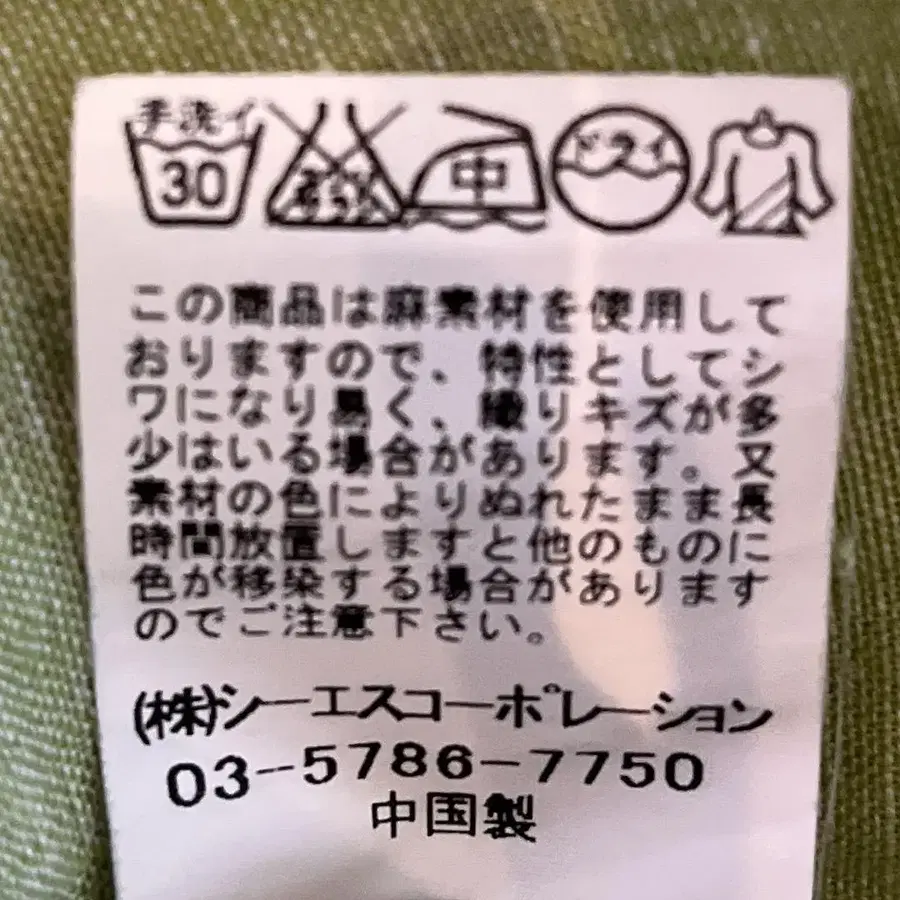 手洗イ 30 エンソサラシ 中 ドライ
この商品は麻素材を使用して
おりますので、特性としてシ
ワになり易く、織りキズが多
少はいる場合があります。又
素材の色によりぬれたまま長
時間放置しますと他のものに
色が移染する場合があります
のでご注意下さい。
(株)シーエスコーポレーション
03-5786-7750
中国製